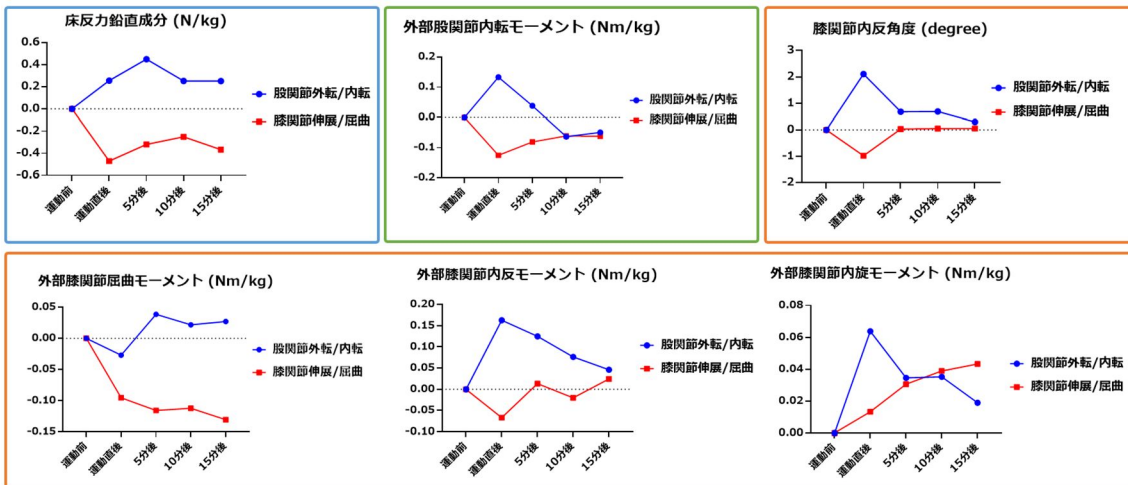 床反力鉛直成分 (N/kg)
0.6
0.4
0.2
0.0
-0.2
-0.4
-0.6
運動前
運動直後
5分後
10分後
15分後
股関節外転/内転
膝関節伸展/屈曲
外部股関節内転モーメント (Nm/kg)
0.2
0.1
0.0
-0.1
-0.2
運動前
運動直後
5分後
10分後
15分後
股関節外転/内転
膝関節伸展/屈曲
膝関節内反角度 (degree)
3
2
1
0
-1
-2
運動前
運動直後
5分後
10分後
15分後
股関節外転/内転
膝関節伸展/屈曲
外部膝関節屈曲モーメント (Nm/kg)
0.05
0.00
-0.05
-0.10
-0.15
運動前
運動直後
5分後
10分後
15分後
股関節外転/内転
膝関節伸展/屈曲
外部膝関節内反モーメント (Nm/kg)
0.20
0.15
0.10
0.05
0.00
-0.05
-0.10
運動前
運動直後
5分後
10分後
15分後
股関節外転/内転
膝関節伸展/屈曲
外部膝関節内旋モーメント (Nm/kg)
0.08
0.06
0.04
0.02
0.00
運動前
運動直後
5分後
10分後
15分後
股関節外転/内転
膝関節伸展/屈曲